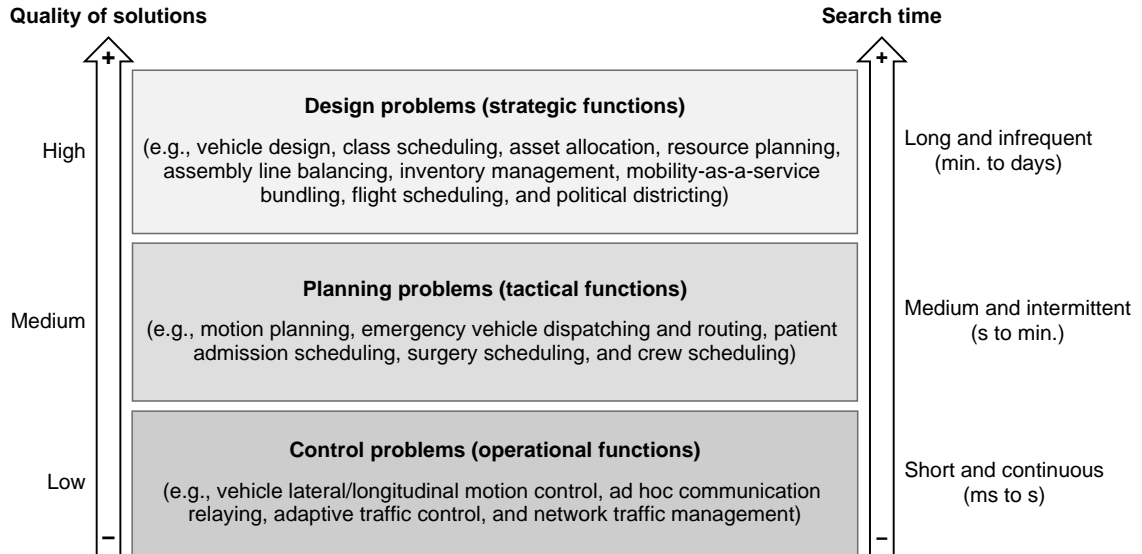 Quality of solutions
Search time
+
+
Design problems (strategic functions)
(e.g., vehicle design, class scheduling, asset allocation, resource planning,
assembly line balancing, inventory management, mobility-as-a-service
bundling, flight scheduling, and political districting)
High
Long and infrequent
(min. to days)
Planning problems (tactical functions)
(e.g., motion planning, emergency vehicle dispatching and routing, patient
admission scheduling, surgery scheduling, and crew scheduling)
Medium
Medium and intermittent
(s to min.)
Control problems (operational functions)
(e.g., vehicle lateral/longitudinal motion control, ad hoc communication
relaying, adaptive traffic control, and network traffic management)
Low
Short and continuous
(ms to s)
–
–